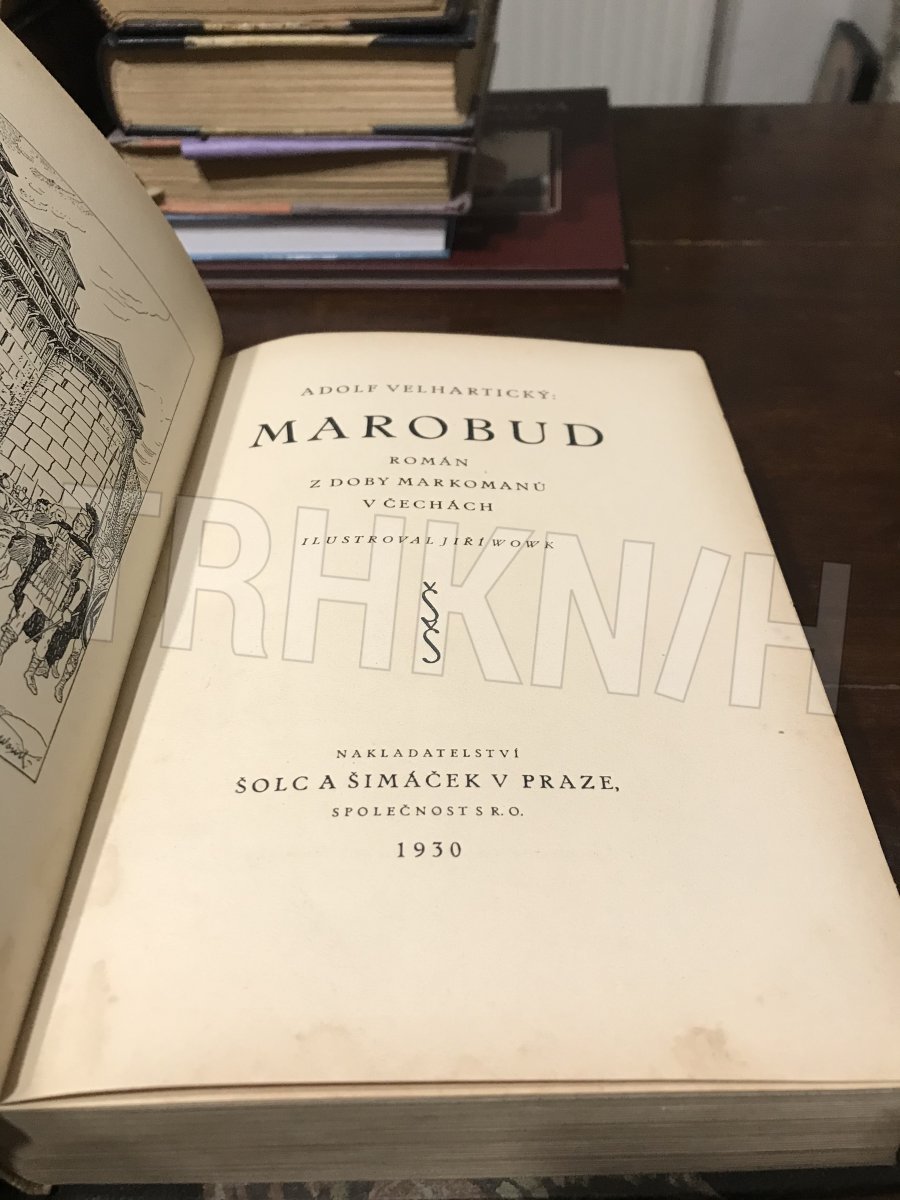 ADOLF VELHARTICKÝ:
MAROBUD
ROMÁN
Z DOBY MARKOMANŮ
V ČECHÁCH
ILUSTROVAL JIŘÍ WOWK
ŠŠ
NAKLADATELSTVÍ
ŠOLC A ŠIMÁČEK V PRAZE,
SPOLEČNOST S R. O.
1930
TRHKNIH